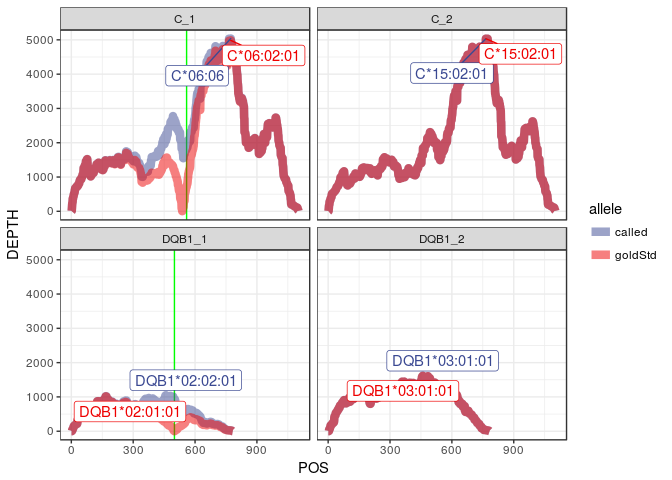 C_1
C_2
5000
4000
3000
2000
1000
0
C*06:02:01
C*06:06
C*15:02:01
C*15:02:01
DEPTH
allele
called
goldStd
DQB1_1
DQB1_2
5000
4000
3000
2000
1000
0
DQB1*02:02:01
DQB1*02:01:01
DQB1*03:01:01
DQB1*03:01:01
0 300 600 900
0 300 600 900
POS